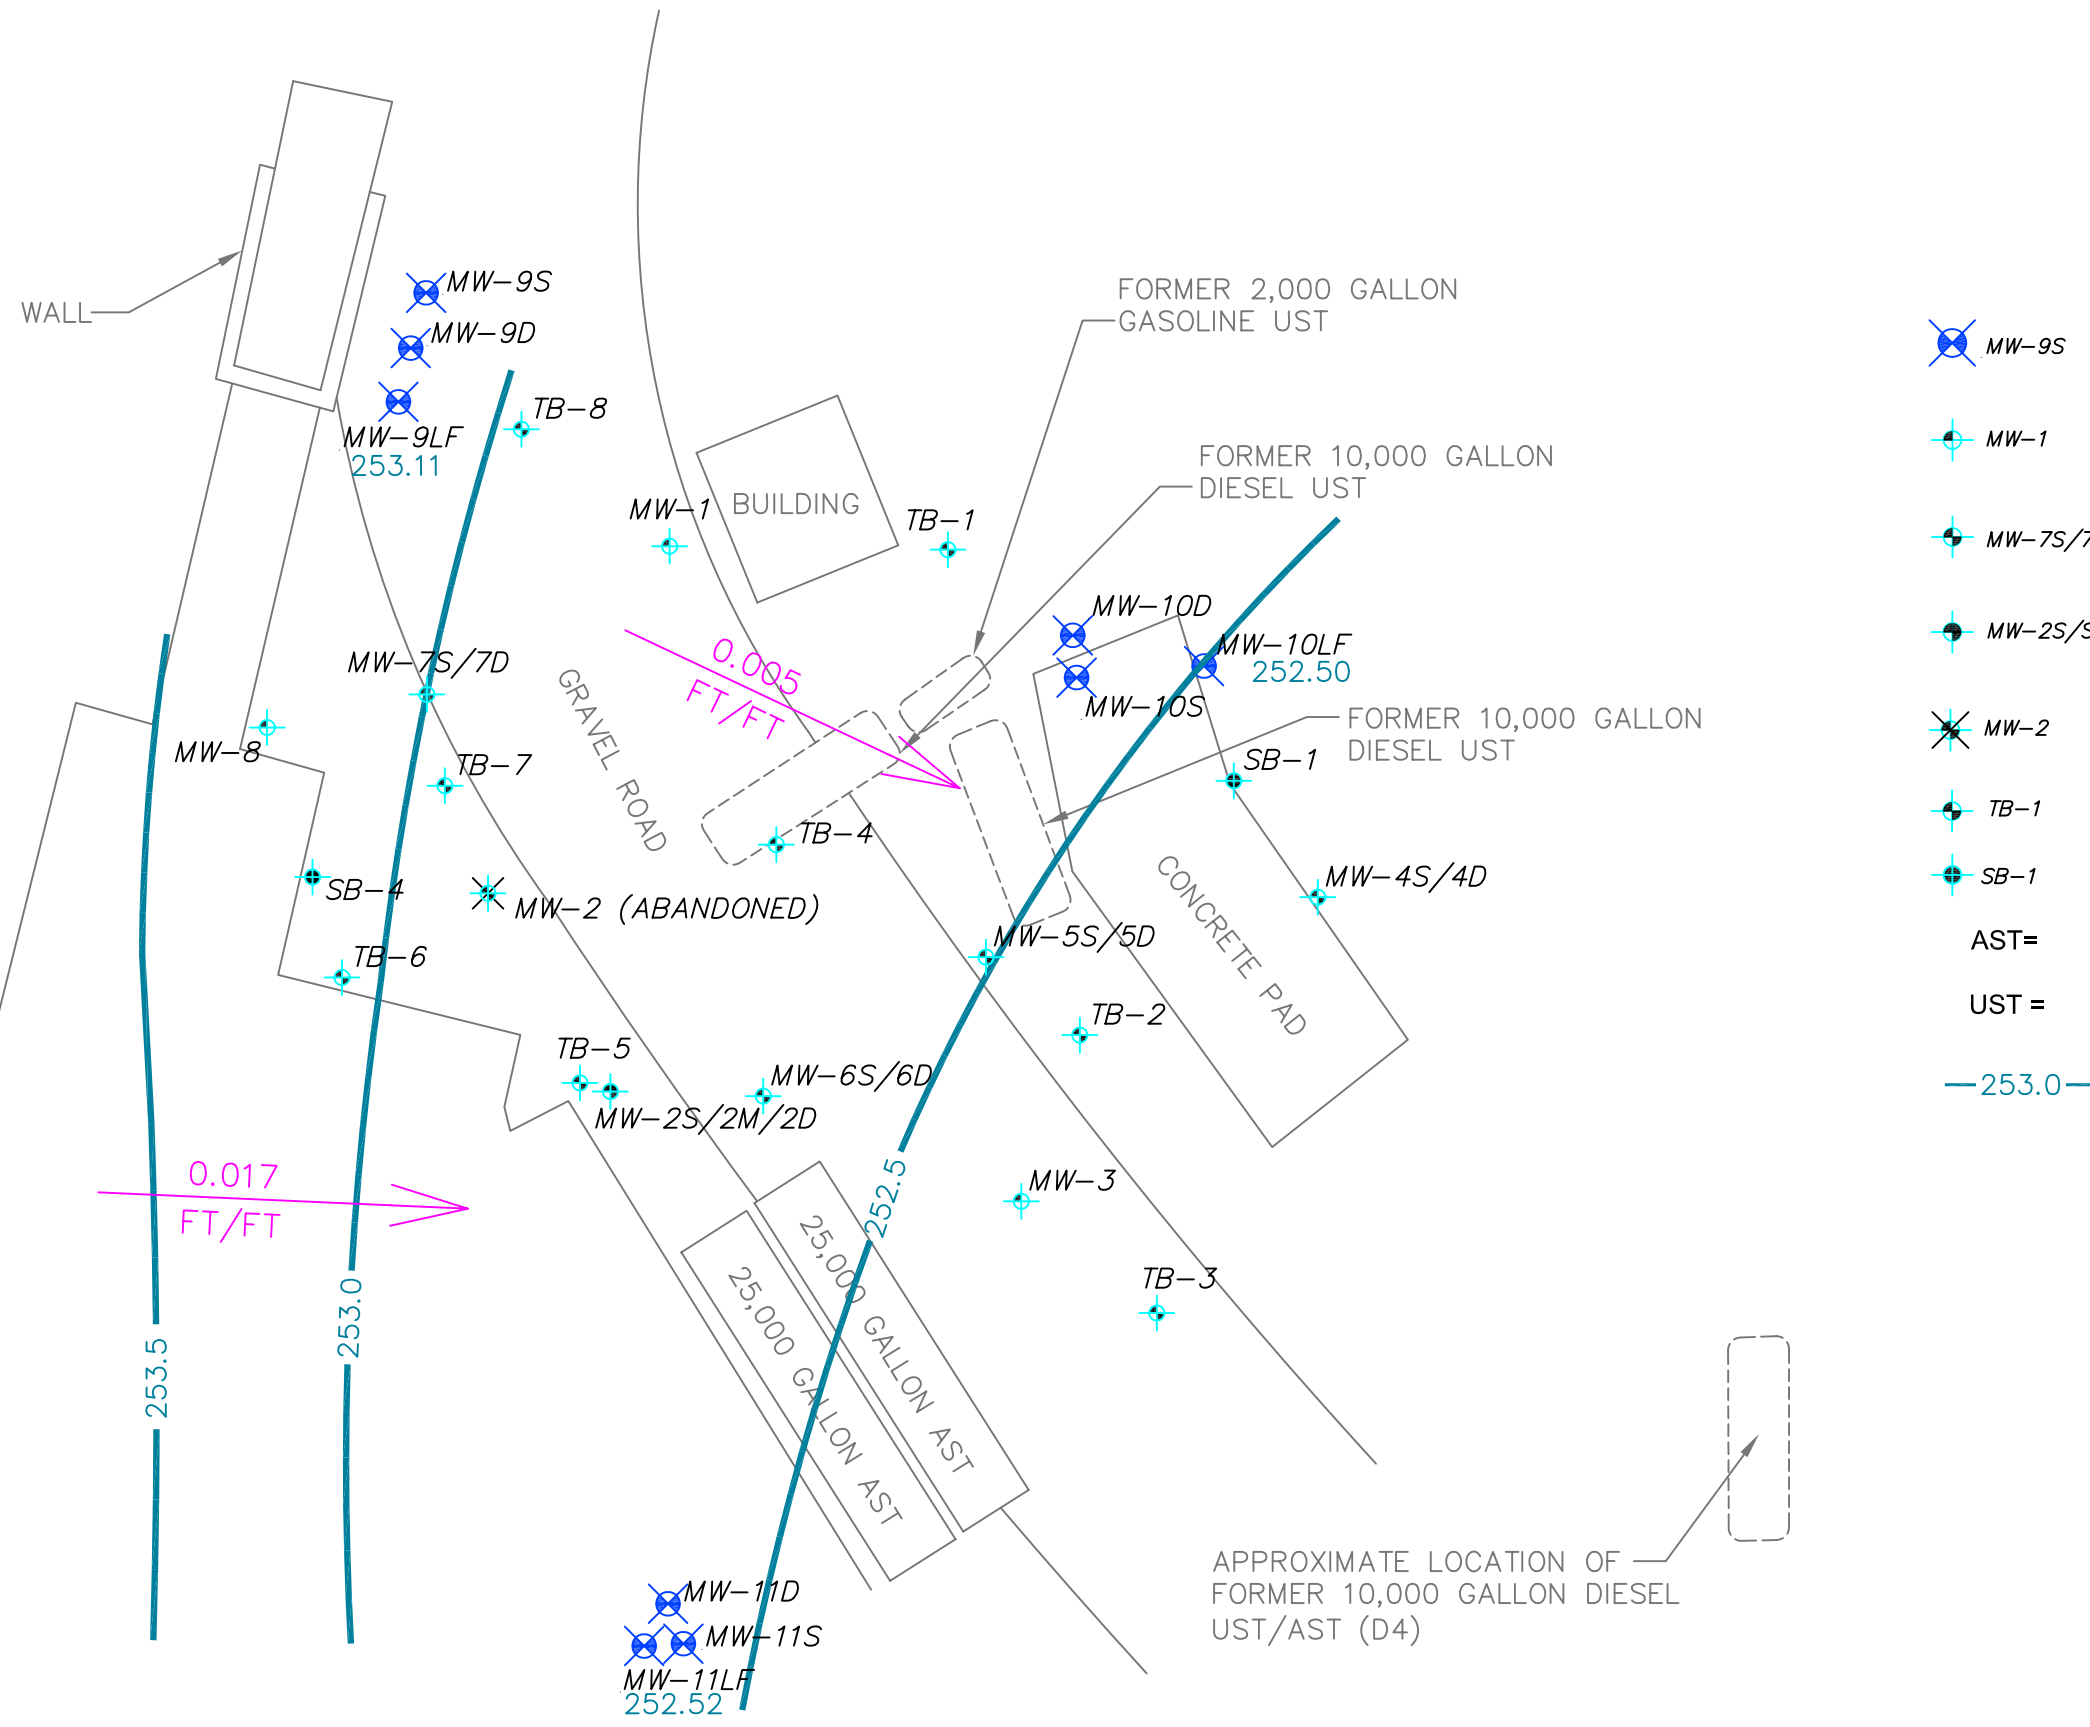 MW-9S
MW-9D
WALL
MW-9LF
253.11
TB-8
FORMER 2,000 GALLON
GASOLINE UST
FORMER 10,000 GALLON
DIESEL UST
MW-1
BUILDING
TB-1
MW-10D
MW-10LF
252.50
MW-10S
0.005
FT/FT
MW-7S/7D
GRAVEL ROAD
FORMER 10,000 GALLON
DIESEL UST
MW-8
TB-7
SB-1
TB-4
SB-4
MW-2 (ABANDONED)
MW-4S/4D
CONCRETE PAD
MW-5S/5D
TB-6
TB-2
TB-5
MW-6S/6D
MW-2S/2M/2D
0.017
FT/FT
252.5
MW-3
253.0
253.5
TB-3
25,000 GALLON AST
25,000 GALLON AST
APPROXIMATE LOCATION OF
FORMER 10,000 GALLON DIESEL
UST/AST (D4)
MW-11D
MW-11S
MW-11LF
252.52
MW-9S
MW-1
MW-7S/7
MW-2S/
MW-2
TB-1
SB-1
AST=
UST =
253.0